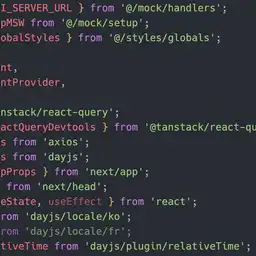 I_SERVER_URL } from '@/mock/handlers';
pMSW from '@/mock/setup';
obalStyles } from '@/styles/globals';
nt,
ntProvider,
nstack/react-query';
actQueryDevtools } from '@tanstack/react-qu
s from 'axios';
s from 'dayjs';
pProps } from 'next/app';
from 'next/head';
eState, useEffect } from 'react';
rom 'dayjs/locale/ko';
rom 'dayjs/locale/fr';
tiveTime from 'dayjs/plugin/relativeTime';